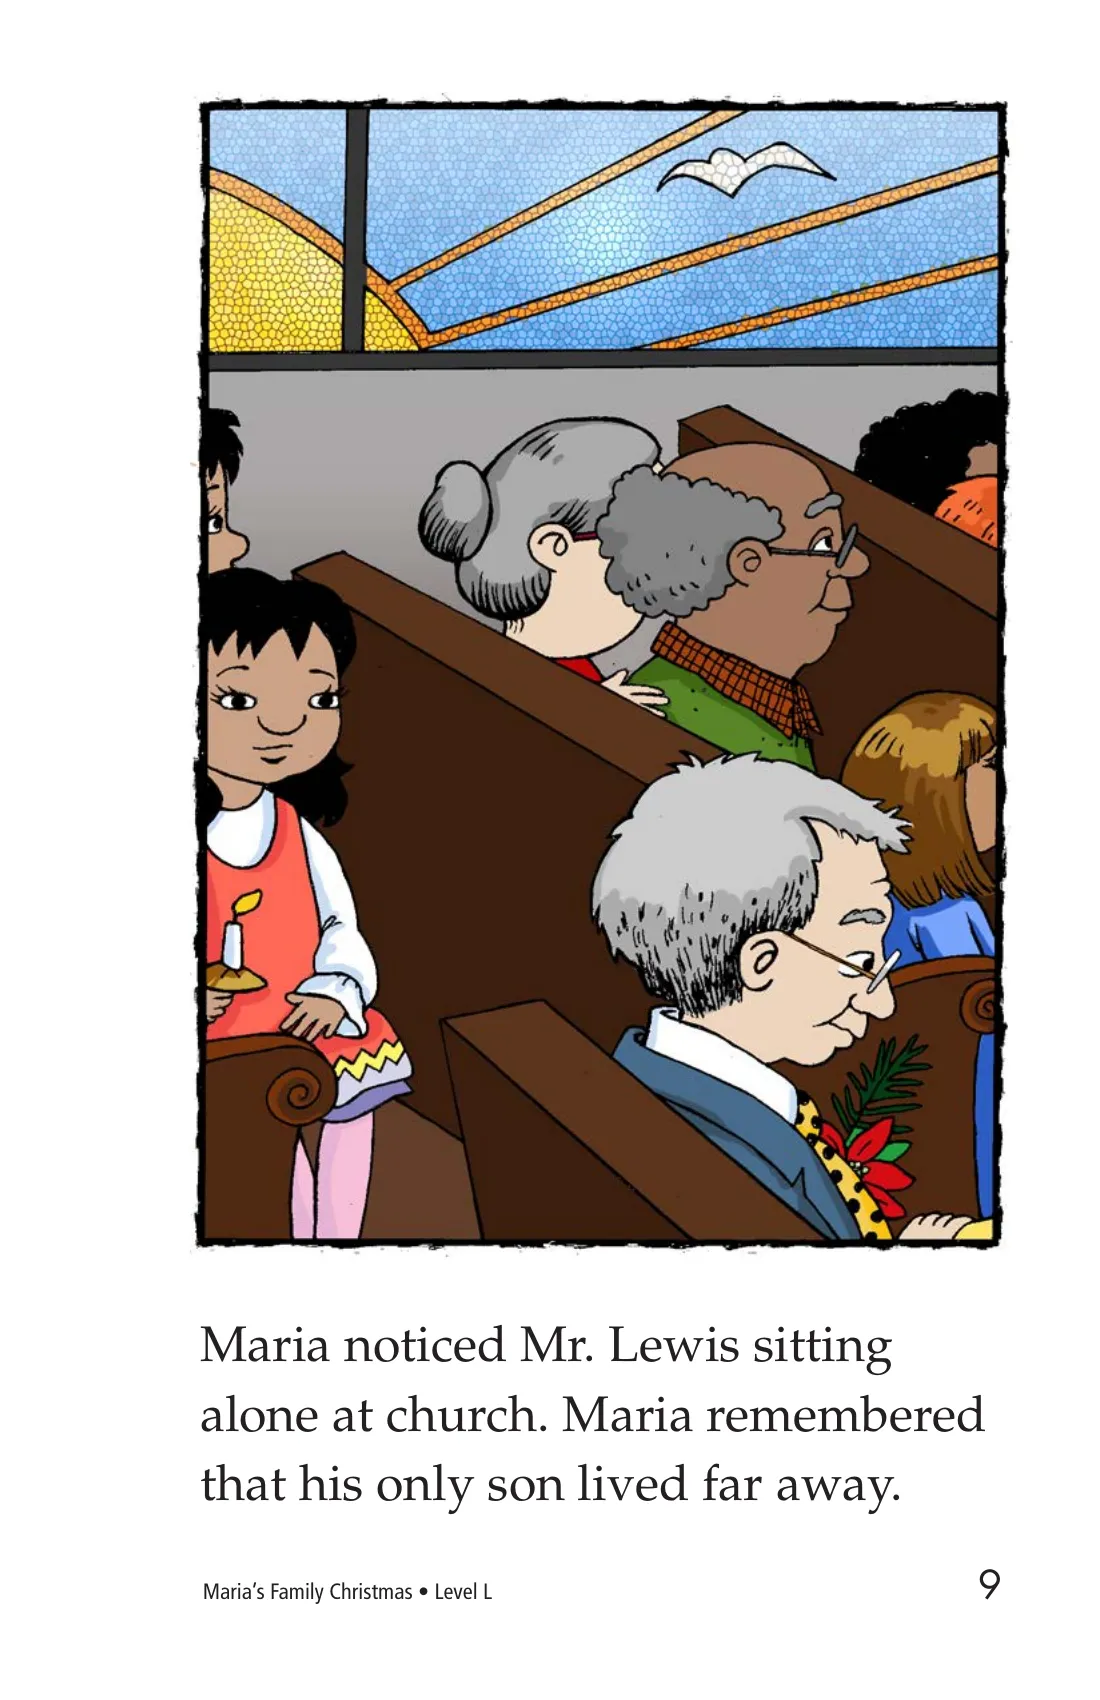 Maria noticed Mr. Lewis sitting
alone at church. Maria remembered
that his only son lived far away.
Maria’s Family Christmas • Level L
9